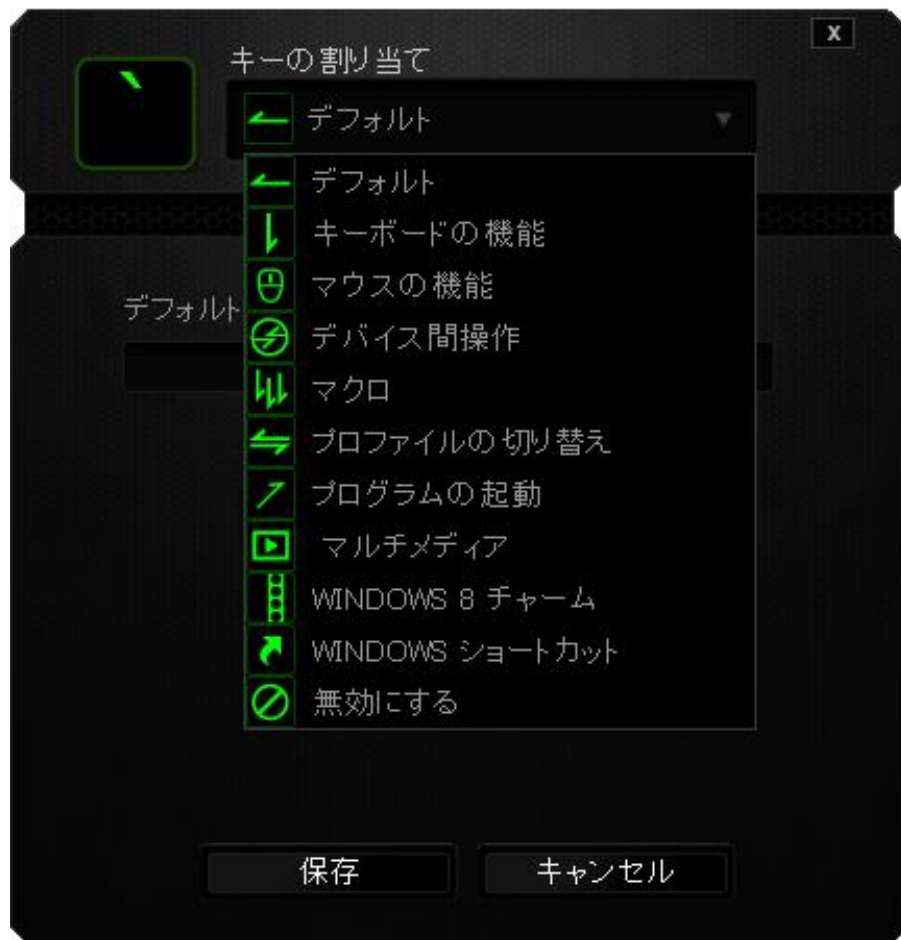 X
キーの割り当て
`
デフォルト
デフォルト
キーボードの機能
マウスの機能
デフォルト
デバイス間操作
マクロ
プロファイルの切り替え
プログラムの起動
マルチメディア
WINDOWS 8 チャーム
WINDOWS ショートカット
無効にする
保存
キャンセル